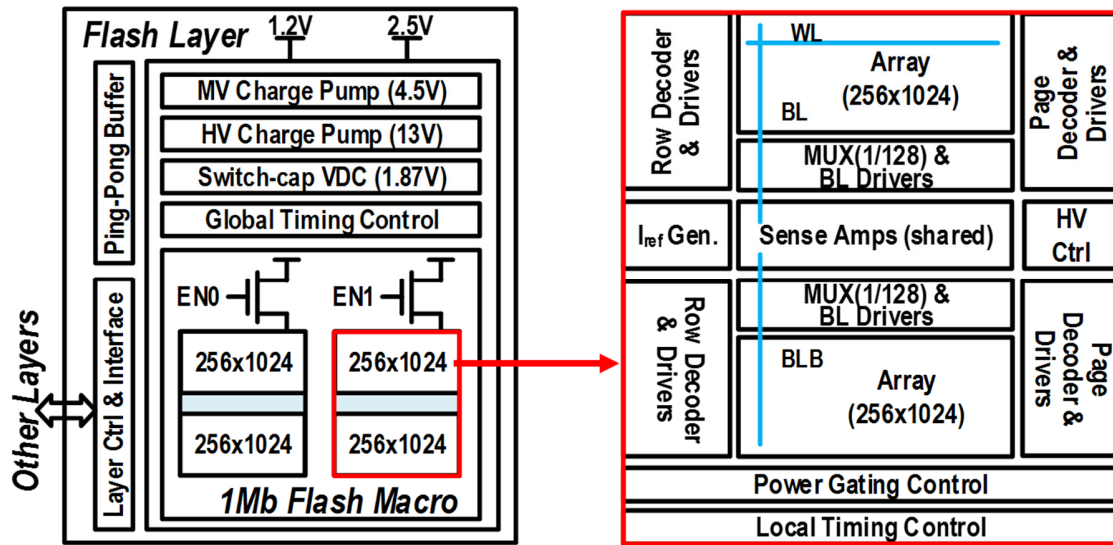 Flash Layer
1.2V
2.5V
Ping-Pong Buffer
MV Charge Pump (4.5V)
HV Charge Pump (13V)
Switch-cap VDC (1.87V)
Global Timing Control
Other Layers
Layer Ctrl & Interface
EN0
EN1
256x1024
256x1024
256x1024
256x1024
1Mb Flash Macro
Row Decoder
& Drivers
WL
Array
(256x1024)
BL
Page
Decoder &
Drivers
MUX(1/128) &
BL Drivers
Iref Gen.
Sense Amps (shared)
HV
Ctrl
Row Decoder
& Drivers
MUX(1/128) &
BL Drivers
BLB
Array
(256x1024)
Page
Decoder &
Drivers
Power Gating Control
Local Timing Control